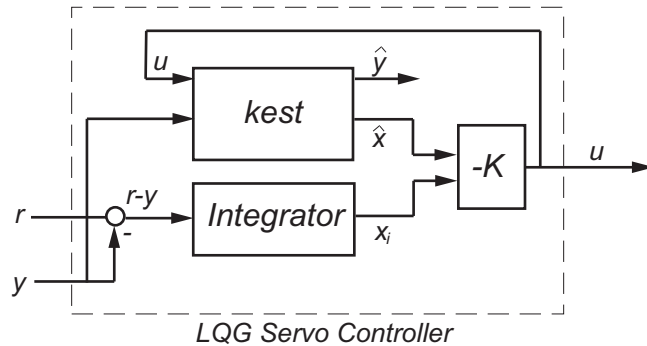 u
ŷ
kest
x̂
-K
u
r
r-y
-
Integrator
xᵢ
y
LQG Servo Controller